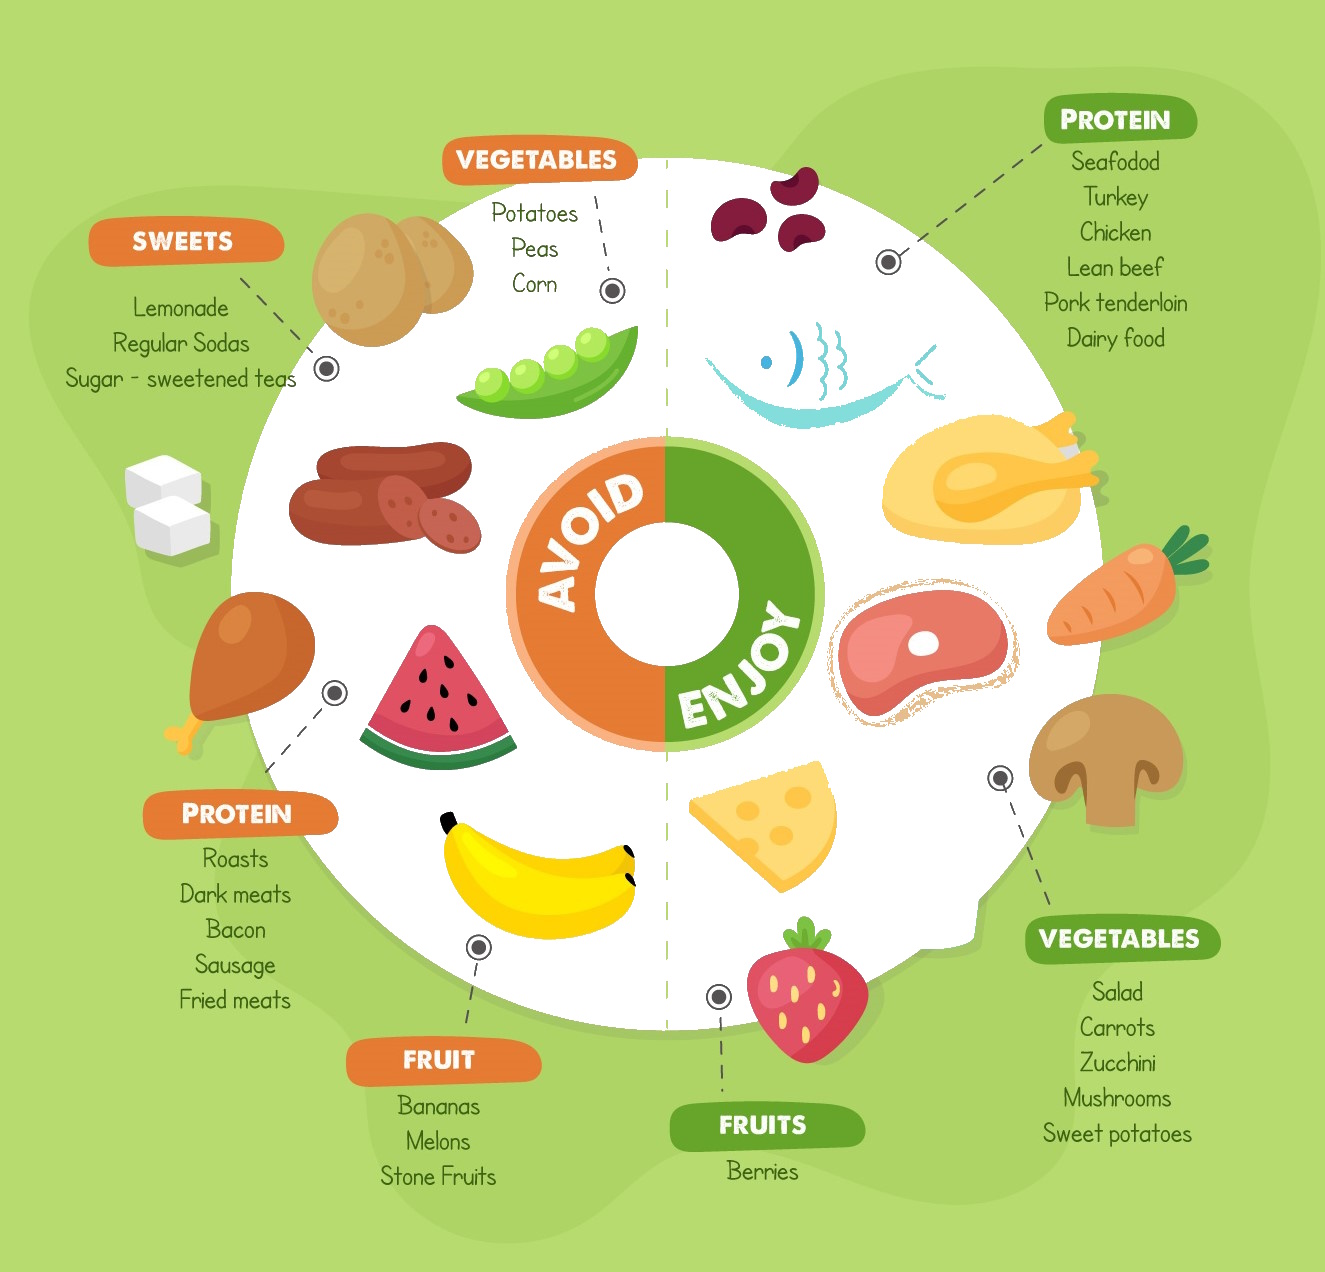 VEGETABLES
Potatoes
Peas
Corn
SWEETS
Lemonade
Regular Sodas
Sugar - sweetened teas
PROTEIN
Seafodod
Turkey
Chicken
Lean beef
Pork tenderloin
Dairy food
AVOID
ENJOY
PROTEIN
Roasts
Dark meats
Bacon
Sausage
Fried meats
FRUIT
Bananas
Melons
Stone Fruits
FRUITS
Berries
VEGETABLES
Salad
Carrots
Zucchini
Mushrooms
Sweet potatoes